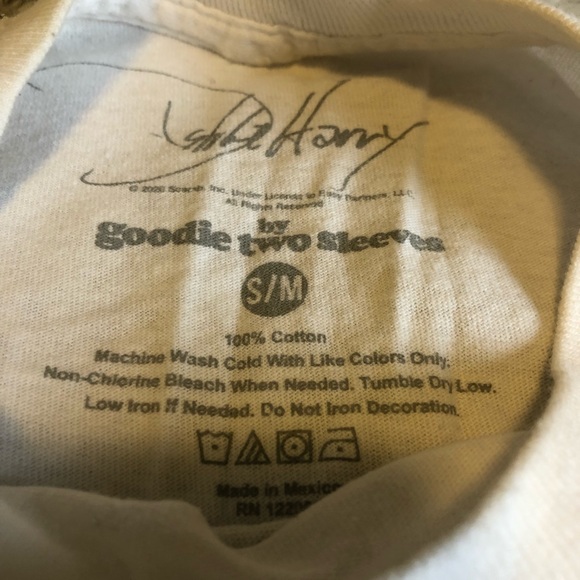 Debbie Harry
© 2020 Inc. Under License to Easy Partners, LLC
All Rights Reserved
by
goodie two sleeves
S/M
100% Cotton
Machine Wash Cold With Like Colors Only.
Non-Chlorine Bleach When Needed. Tumble Dry Low.
Low Iron If Needed. Do Not Iron Decoration.
Made in Mexico
RN